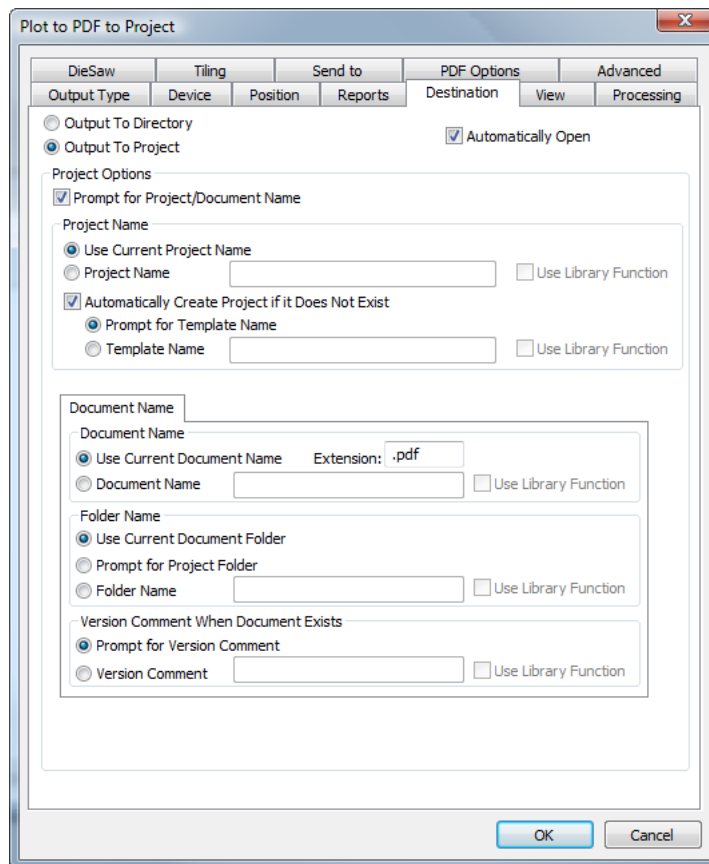 Plot to PDF to Project
DieSaw Tiling Send to PDF Options Advanced
Output Type Device Position Reports Destination View Processing
Output To Directory
Automatically Open
Output To Project
Project Options
Prompt for Project/Document Name
Project Name
Use Current Project Name
Project Name Use Library Function
Automatically Create Project if it Does Not Exist
Prompt for Template Name
Template Name Use Library Function
Document Name
Document Name
Use Current Document Name Extension: .pdf
Document Name Use Library Function
Folder Name
Use Current Document Folder
Prompt for Project Folder
Folder Name Use Library Function
Version Comment When Document Exists
Prompt for Version Comment
Version Comment Use Library Function
OK Cancel